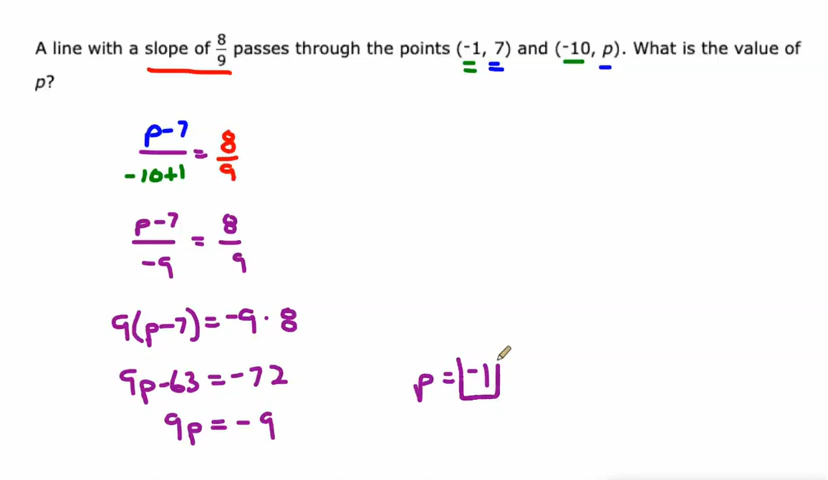 A line with a slope of 8/9 passes through the points (-1, 7) and (-10, p). What is the value of
p?
p-7/-10+1 = 8/9
p-7/-9 = 8/9
9(p-7) = -9 · 8
9p-63 = -72
9p = -9
p = -1